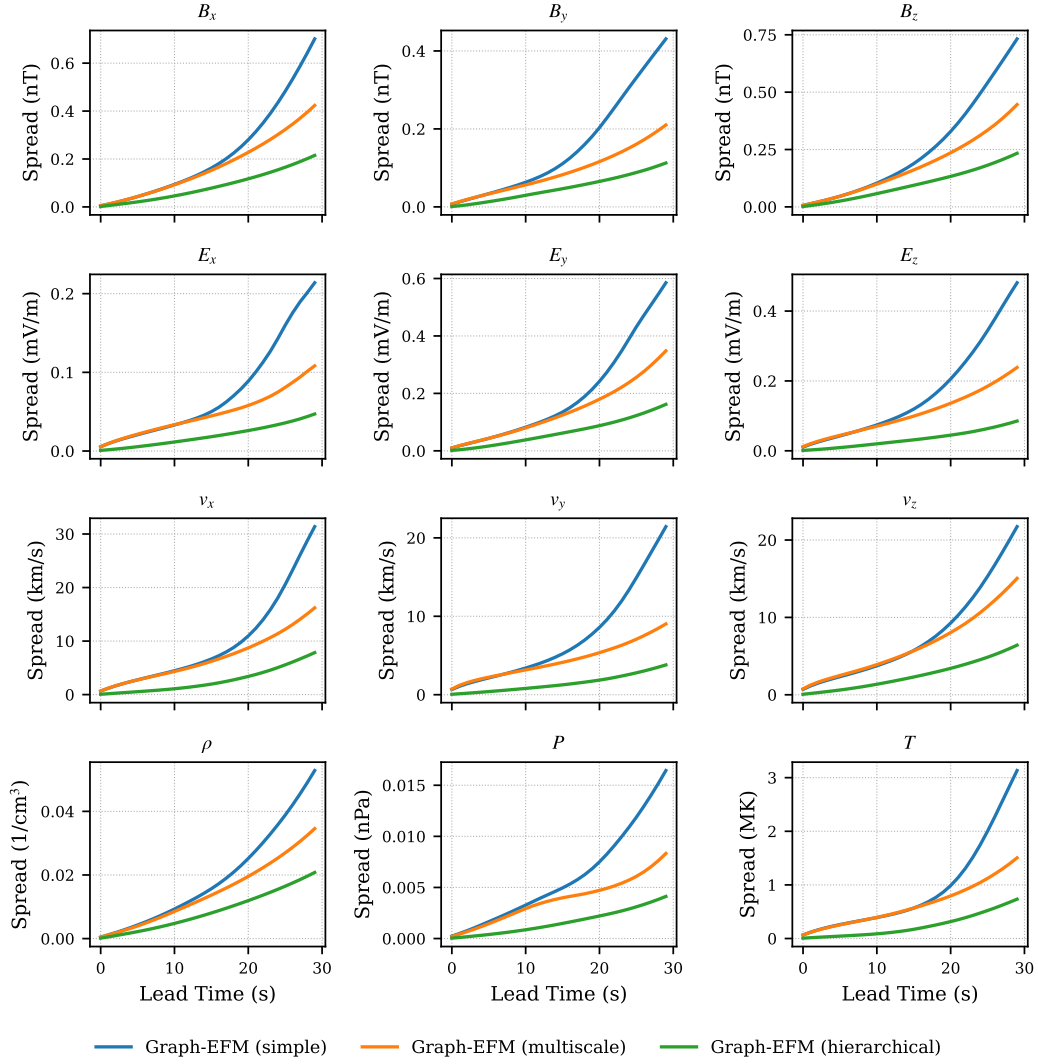 B_x B_y B_z
Spread (nT) Spread (nT) Spread (nT)
0.6 0.4 0.2 0.0
0.4 0.2 0.0
0.75 0.50 0.25 0.00
E_x E_y E_z
Spread (mV/m) Spread (mV/m) Spread (mV/m)
0.2 0.1 0.0
0.6 0.4 0.2 0.0
0.4 0.2 0.0
v_x v_y v_z
Spread (km/s) Spread (km/s) Spread (km/s)
30 20 10 0
20 10 0
20 10 0
ρ P T
Spread (1/cm³) Spread (nPa) Spread (MK)
0.04 0.02 0.00
0.015 0.010 0.005 0.000
3 2 1 0
0 10 20 30 0 10 20 30 0 10 20 30
Lead Time (s) Lead Time (s) Lead Time (s)
Graph-EFM (simple) Graph-EFM (multiscale) Graph-EFM (hierarchical)